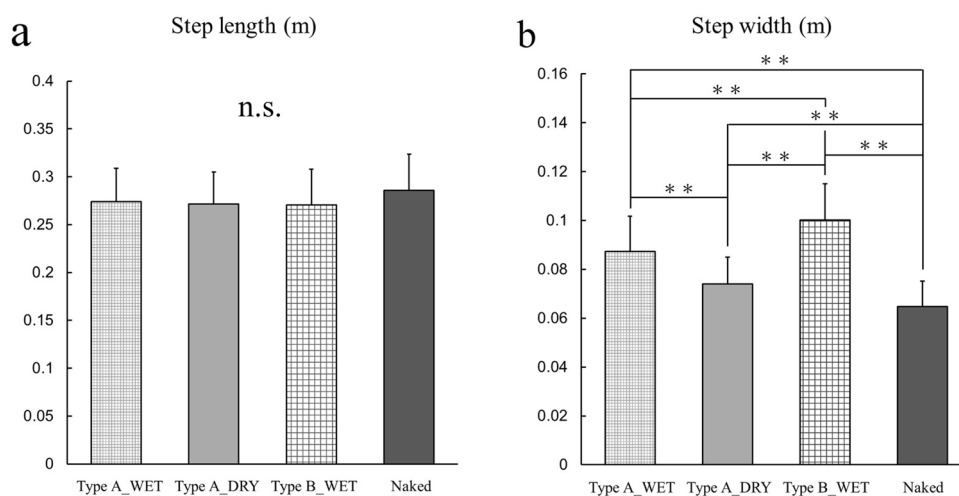 a
Step length (m)
0.4
0.35
0.3
0.25
0.2
0.15
0.1
0.05
0
n.s.
Type A_WET
Type A_DRY
Type B_WET
Naked
b
Step width (m)
0.16
0.14
0.12
0.1
0.08
0.06
0.04
0.02
0
＊＊
＊＊
＊＊
＊＊
＊＊
＊＊
Type A_WET
Type A_DRY
Type B_WET
Naked